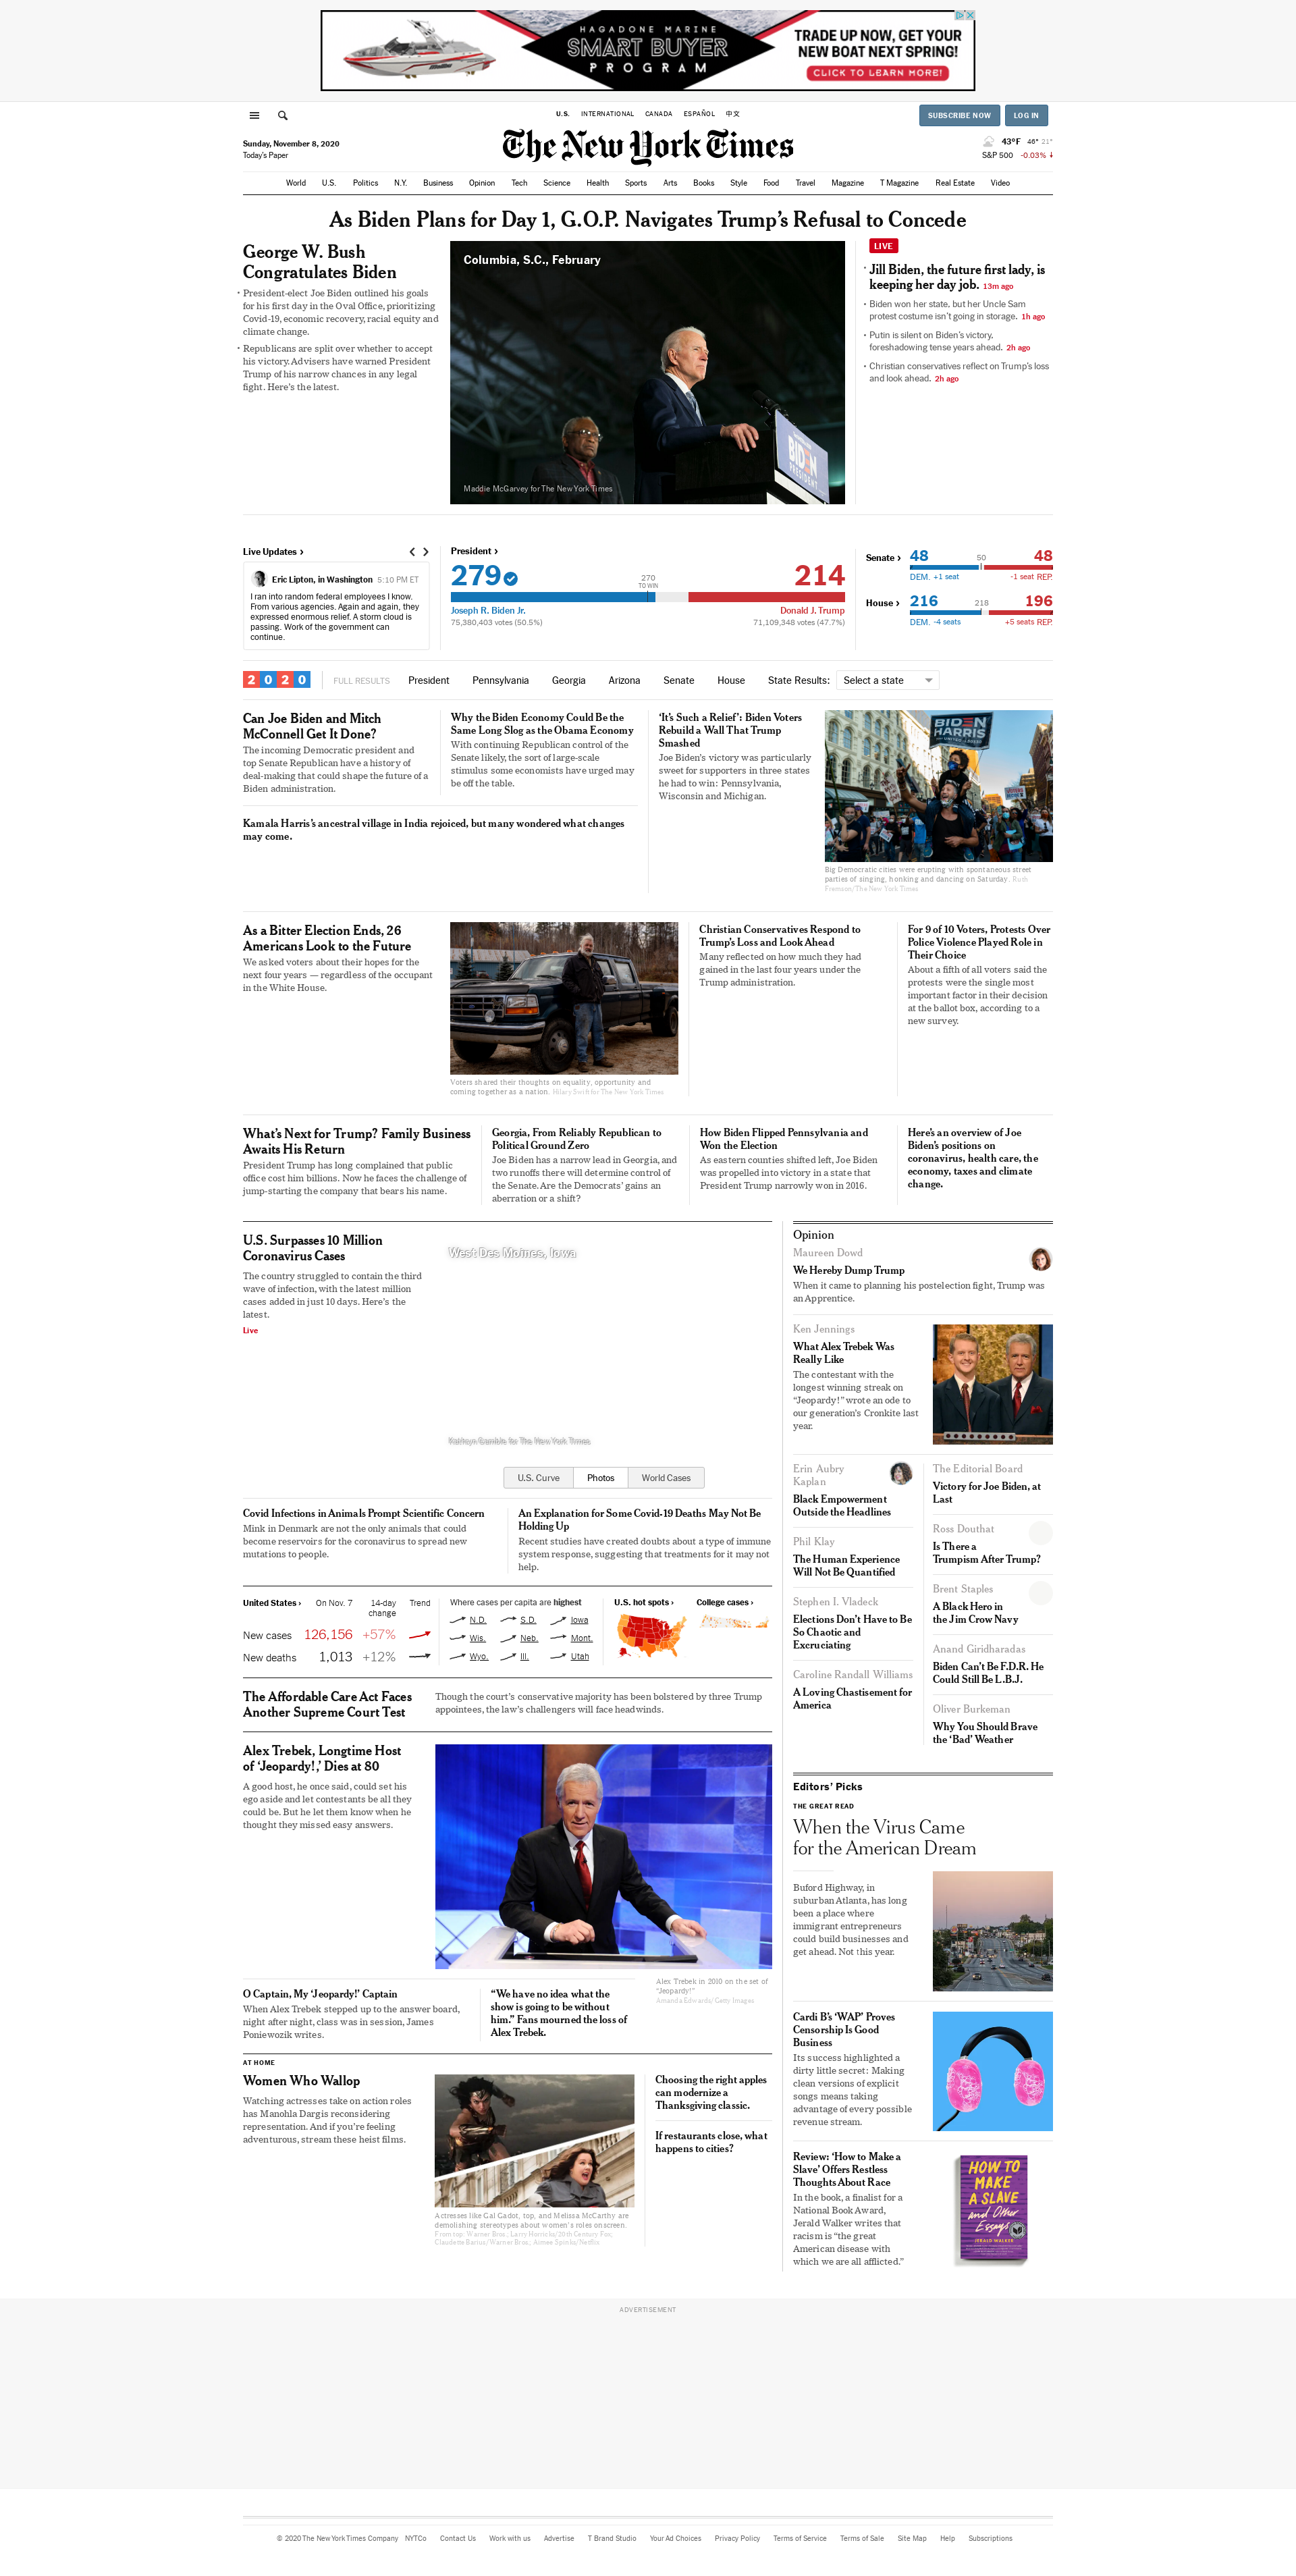 HAGADONE MARINE
SMART BUYER
PROGRAM
TRADE UP NOW, GET YOUR
NEW BOAT NEXT SPRING!
CLICK TO LEARN MORE!
U.S. INTERNATIONAL CANADA ESPAÑOL 中文
SUBSCRIBE NOW LOG IN
Sunday, November 8, 2020
Today's Paper
The New York Times
43°F 46° 21°
S&P 500 -0.03% ↓
World U.S. Politics N.Y. Business Opinion Tech Science Health Sports Arts Books Style Food Travel Magazine T Magazine Real Estate Video
As Biden Plans for Day 1, G.O.P. Navigates Trump's Refusal to Concede
George W. Bush
Congratulates Biden
• President-elect Joe Biden outlined his goals
for his first day in the Oval Office, prioritizing
Covid-19, economic recovery, racial equity and
climate change.
• Republicans are split over whether to accept
his victory. Advisers have warned President
Trump of his narrow chances in any legal
fight. Here's the latest.
Columbia, S.C., February
BIDEN
PRESIDENT
Maddie McGarvey for The New York Times
LIVE
• Jill Biden, the future first lady, is
keeping her day job. 13m ago
• Biden won her state, but her Uncle Sam
protest costume isn't going in storage. 1h ago
• Putin is silent on Biden's victory,
foreshadowing tense years ahead. 2h ago
• Christian conservatives reflect on Trump's loss
and look ahead. 2h ago
Live Updates ›
Eric Lipton, in Washington 5:10 PM ET
I ran into random federal employees I know.
From various agencies. Again and again, they
expressed enormous relief. A storm cloud is
passing. Work of the government can
continue.
President ›
279 214
270
TO WIN
Joseph R. Biden Jr. Donald J. Trump
75,380,403 votes (50.5%) 71,109,348 votes (47.7%)
Senate › 48 50 48
DEM. +1 seat -1 seat REP.
House › 216 218 196
DEM. -4 seats +5 seats REP.
2020 FULL RESULTS President Pennsylvania Georgia Arizona Senate House State Results: Select a state
Can Joe Biden and Mitch
McConnell Get It Done?
The incoming Democratic president and
top Senate Republican have a history of
deal-making that could shape the future of a
Biden administration.
Why the Biden Economy Could Be the
Same Long Slog as the Obama Economy
With continuing Republican control of the
Senate likely, the sort of large-scale
stimulus some economists have urged may
be off the table.
Kamala Harris's ancestral village in India rejoiced, but many wondered what changes
may come.
'It's Such a Relief': Biden Voters
Rebuild a Wall That Trump
Smashed
Joe Biden's victory was particularly
sweet for supporters in three states
he had to win: Pennsylvania,
Wisconsin and Michigan.
BIDEN
HARRIS
Big Democratic cities were erupting with spontaneous street
parties of singing, honking and dancing on Saturday. Ruth
Fremson/The New York Times
As a Bitter Election Ends, 26
Americans Look to the Future
We asked voters about their hopes for the
next four years — regardless of the occupant
in the White House.
Voters shared their thoughts on equality, opportunity and
coming together as a nation. Hilary Swift for The New York Times
Christian Conservatives Respond to
Trump's Loss and Look Ahead
Many reflected on how much they had
gained in the last four years under the
Trump administration.
For 9 of 10 Voters, Protests Over
Police Violence Played Role in
Their Choice
About a fifth of all voters said the
protests were the single most
important factor in their decision
at the ballot box, according to a
new survey.
What's Next for Trump? Family Business
Awaits His Return
President Trump has long complained that public
office cost him billions. Now he faces the challenge of
jump-starting the company that bears his name.
Georgia, From Reliably Republican to
Political Ground Zero
Joe Biden has a narrow lead in Georgia, and
two runoffs there will determine control of
the Senate. Are the Democrats' gains an
aberration or a shift?
How Biden Flipped Pennsylvania and
Won the Election
As eastern counties shifted left, Joe Biden
was propelled into victory in a state that
President Trump narrowly won in 2016.
Here's an overview of Joe
Biden's positions on
coronavirus, health care, the
economy, taxes and climate
change.
U.S. Surpasses 10 Million
Coronavirus Cases
The country struggled to contain the third
wave of infection, with the latest million
cases added in just 10 days. Here's the
latest.
Live
West Des Moines, Iowa
Kathryn Gamble for The New York Times
U.S. Curve Photos World Cases
Covid Infections in Animals Prompt Scientific Concern
Mink in Denmark are not the only animals that could
become reservoirs for the coronavirus to spread new
mutations to people.
An Explanation for Some Covid-19 Deaths May Not Be
Holding Up
Recent studies have created doubts about a type of immune
system response, suggesting that treatments for it may not
help.
United States › On Nov. 7 14-day
change Trend
New cases 126,156 +57%
New deaths 1,013 +12%
Where cases per capita are highest
N.D. S.D. Iowa
Wis. Neb. Mont.
Wyo. Ill. Utah
U.S. hot spots › College cases ›
The Affordable Care Act Faces
Another Supreme Court Test
Though the court's conservative majority has been bolstered by three Trump
appointees, the law's challengers will face headwinds.
Alex Trebek, Longtime Host
of 'Jeopardy!,' Dies at 80
A good host, he once said, could set his
ego aside and let contestants be all they
could be. But he let them know when he
thought they missed easy answers.
Alex Trebek in 2010 on the set of
"Jeopardy!"
Amanda Edwards/Getty Images
O Captain, My 'Jeopardy!' Captain
When Alex Trebek stepped up to the answer board,
night after night, class was in session, James
Poniewozik writes.
"We have no idea what the
show is going to be without
him." Fans mourned the loss of
Alex Trebek.
AT HOME
Women Who Wallop
Watching actresses take on action roles
has Manohla Dargis reconsidering
representation. And if you're feeling
adventurous, stream these heist films.
Actresses like Gal Gadot, top, and Melissa McCarthy are
demolishing stereotypes about women's roles onscreen.
From top: Warner Bros.; Larry Horricks/20th Century Fox;
Claudette Barius/Warner Bros.; Aimee Spinks/Netflix
Choosing the right apples
can modernize a
Thanksgiving classic.
If restaurants close, what
happens to cities?
Opinion
Maureen Dowd
We Hereby Dump Trump
When it came to planning his postelection fight, Trump was
an Apprentice.
Ken Jennings
What Alex Trebek Was
Really Like
The contestant with the
longest winning streak on
"Jeopardy!" wrote an ode to
our generation's Cronkite last
year.
Erin Aubry
Kaplan
Black Empowerment
Outside the Headlines
Phil Klay
The Human Experience
Will Not Be Quantified
Stephen I. Vladeck
Elections Don't Have to Be
So Chaotic and
Excruciating
Caroline Randall Williams
A Loving Chastisement for
America
The Editorial Board
Victory for Joe Biden, at
Last
Ross Douthat
Is There a
Trumpism After Trump?
Brent Staples
A Black Hero in
the Jim Crow Navy
Anand Giridharadas
Biden Can't Be F.D.R. He
Could Still Be L.B.J.
Oliver Burkeman
Why You Should Brave
the 'Bad' Weather
Editors' Picks
THE GREAT READ
When the Virus Came
for the American Dream
Buford Highway, in
suburban Atlanta, has long
been a place where
immigrant entrepreneurs
could build businesses and
get ahead. Not this year.
Cardi B's 'WAP' Proves
Censorship Is Good
Business
Its success highlighted a
dirty little secret: Making
clean versions of explicit
songs means taking
advantage of every possible
revenue stream.
Review: 'How to Make a
Slave' Offers Restless
Thoughts About Race
In the book, a finalist for a
National Book Award,
Jerald Walker writes that
racism is "the great
American disease with
which we are all afflicted."
HOW TO
MAKE
A SLAVE
and Other
Essays
JERALD WALKER
ADVERTISEMENT
© 2020 The New York Times Company NYTCo Contact Us Work with us Advertise T Brand Studio Your Ad Choices Privacy Policy Terms of Service Terms of Sale Site Map Help Subscriptions